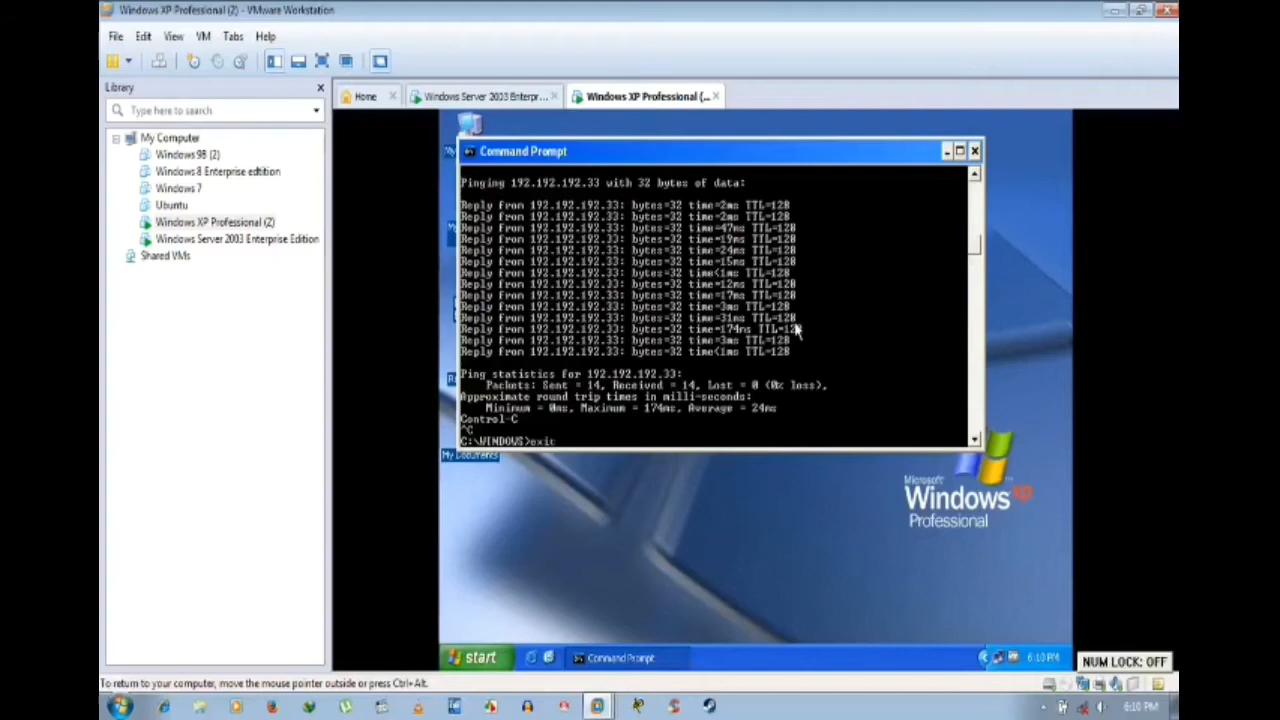 Windows XP Professional (2) - VMware Workstation
File Edit View VM Tabs Help
Library
Type here to search
My Computer
Windows 98 (2)
Windows 8 Enterprise edtition
Windows 7
Ubuntu
Windows XP Professional (2)
Windows Server 2003 Enterprise Edition
Shared VMs
Home
Windows Server 2003 Enterpr...
Windows XP Professional (...
Command Prompt
Pinging 192.192.192.33 with 32 bytes of data:
Reply from 192.192.192.33: bytes=32 time=2ms TTL=128
Reply from 192.192.192.33: bytes=32 time=2ms TTL=128
Reply from 192.192.192.33: bytes=32 time=47ms TTL=128
Reply from 192.192.192.33: bytes=32 time=19ms TTL=128
Reply from 192.192.192.33: bytes=32 time=24ms TTL=128
Reply from 192.192.192.33: bytes=32 time=15ms TTL=128
Reply from 192.192.192.33: bytes=32 time<1ms TTL=128
Reply from 192.192.192.33: bytes=32 time=12ms TTL=128
Reply from 192.192.192.33: bytes=32 time=17ms TTL=128
Reply from 192.192.192.33: bytes=32 time=3ms TTL=128
Reply from 192.192.192.33: bytes=32 time=31ms TTL=128
Reply from 192.192.192.33: bytes=32 time=174ms TTL=128
Reply from 192.192.192.33: bytes=32 time=3ms TTL=128
Reply from 192.192.192.33: bytes=32 time<1ms TTL=128
Ping statistics for 192.192.192.33:
Packets: Sent = 14, Received = 14, Lost = 0 (0% loss),
Approximate round trip times in milli-seconds:
Minimum = 0ms, Maximum = 174ms, Average = 24ms
Control-C
^C
C:\WINDOWS>exit
My Documents
Microsoft
Windows xp
Professional
start
Command Prompt
6:10 PM
NUM LOCK: OFF
To return to your computer, move the mouse pointer outside or press Ctrl+Alt.
6:10 PM